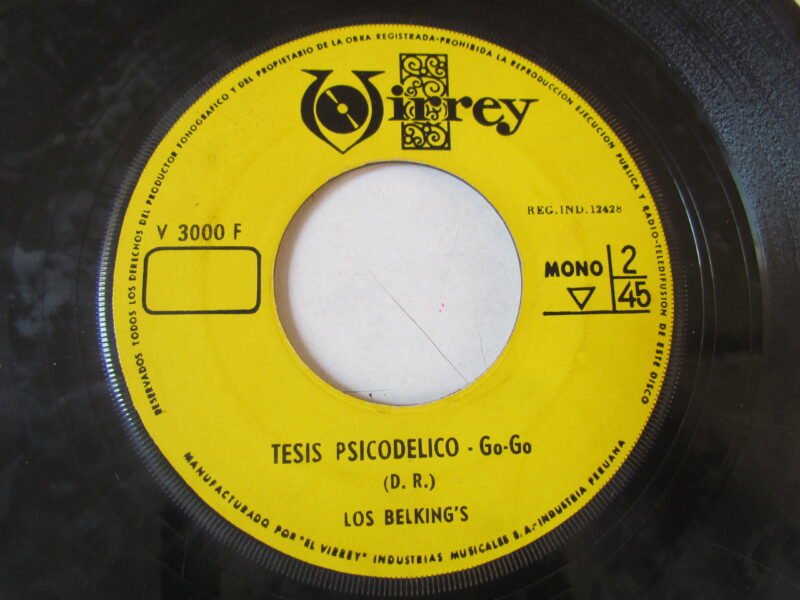 RESERVADOS TODOS LOS DERECHOS DEL PRODUCTOR FONOGRAFICO Y DEL PROPIETARIO DE LA OBRA REGISTRADA-PROHIBIDA LA REPRODUCCION EJECUCION PUBLICA Y RADIO-TELEDIFUSION DE ESTE DISCO
Virrey
REG.IND.12428
V 3000 F
MONO 2
45
TESIS PSICODELICO - Go-Go
(D. R.)
LOS BELKING'S
MANUFACTURADO POR "EL VIRREY" INDUSTRIAS MUSICALES S. A.-INDUSTRIA PERUANA